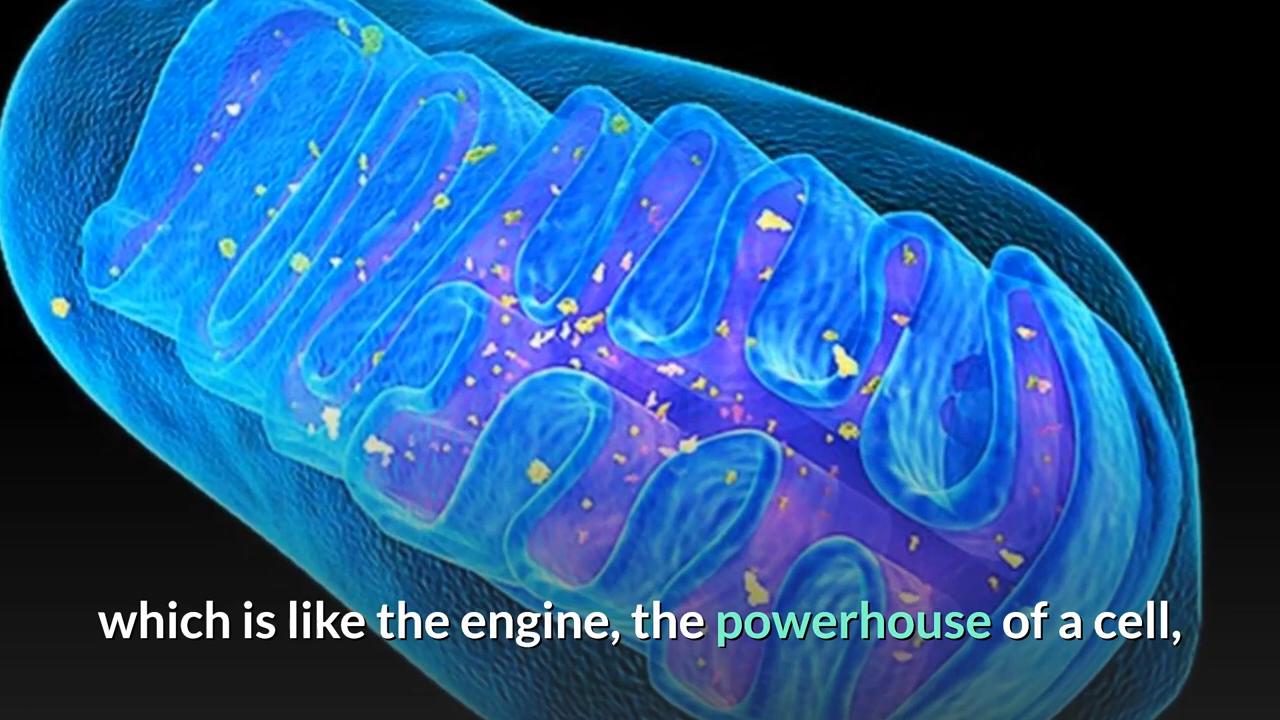 which is like the engine, the powerhouse of a cell,